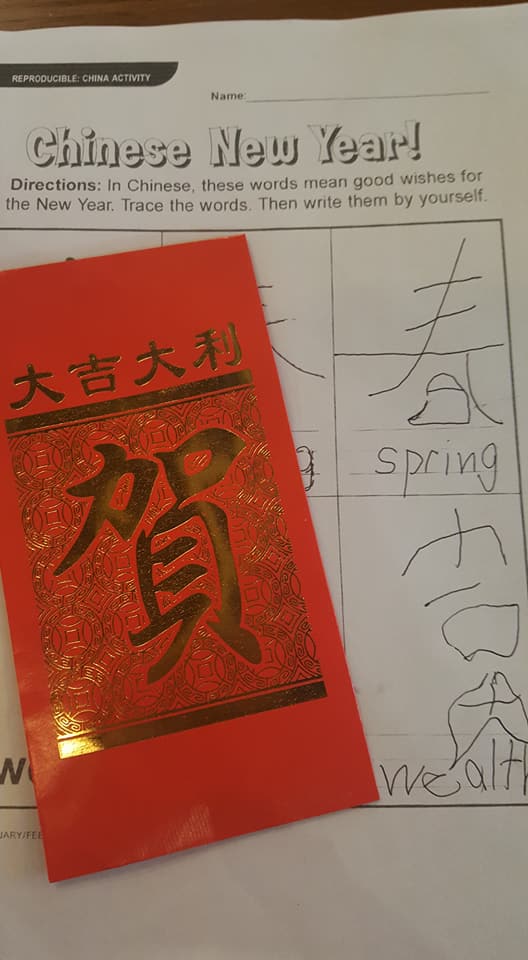 REPRODUCIBLE: CHINA ACTIVITY
Name:
Chinese New Year!
Directions: In Chinese, these words mean good wishes for
the New Year. Trace the words. Then write them by yourself.
大吉大利
賀
春
spring
wealth